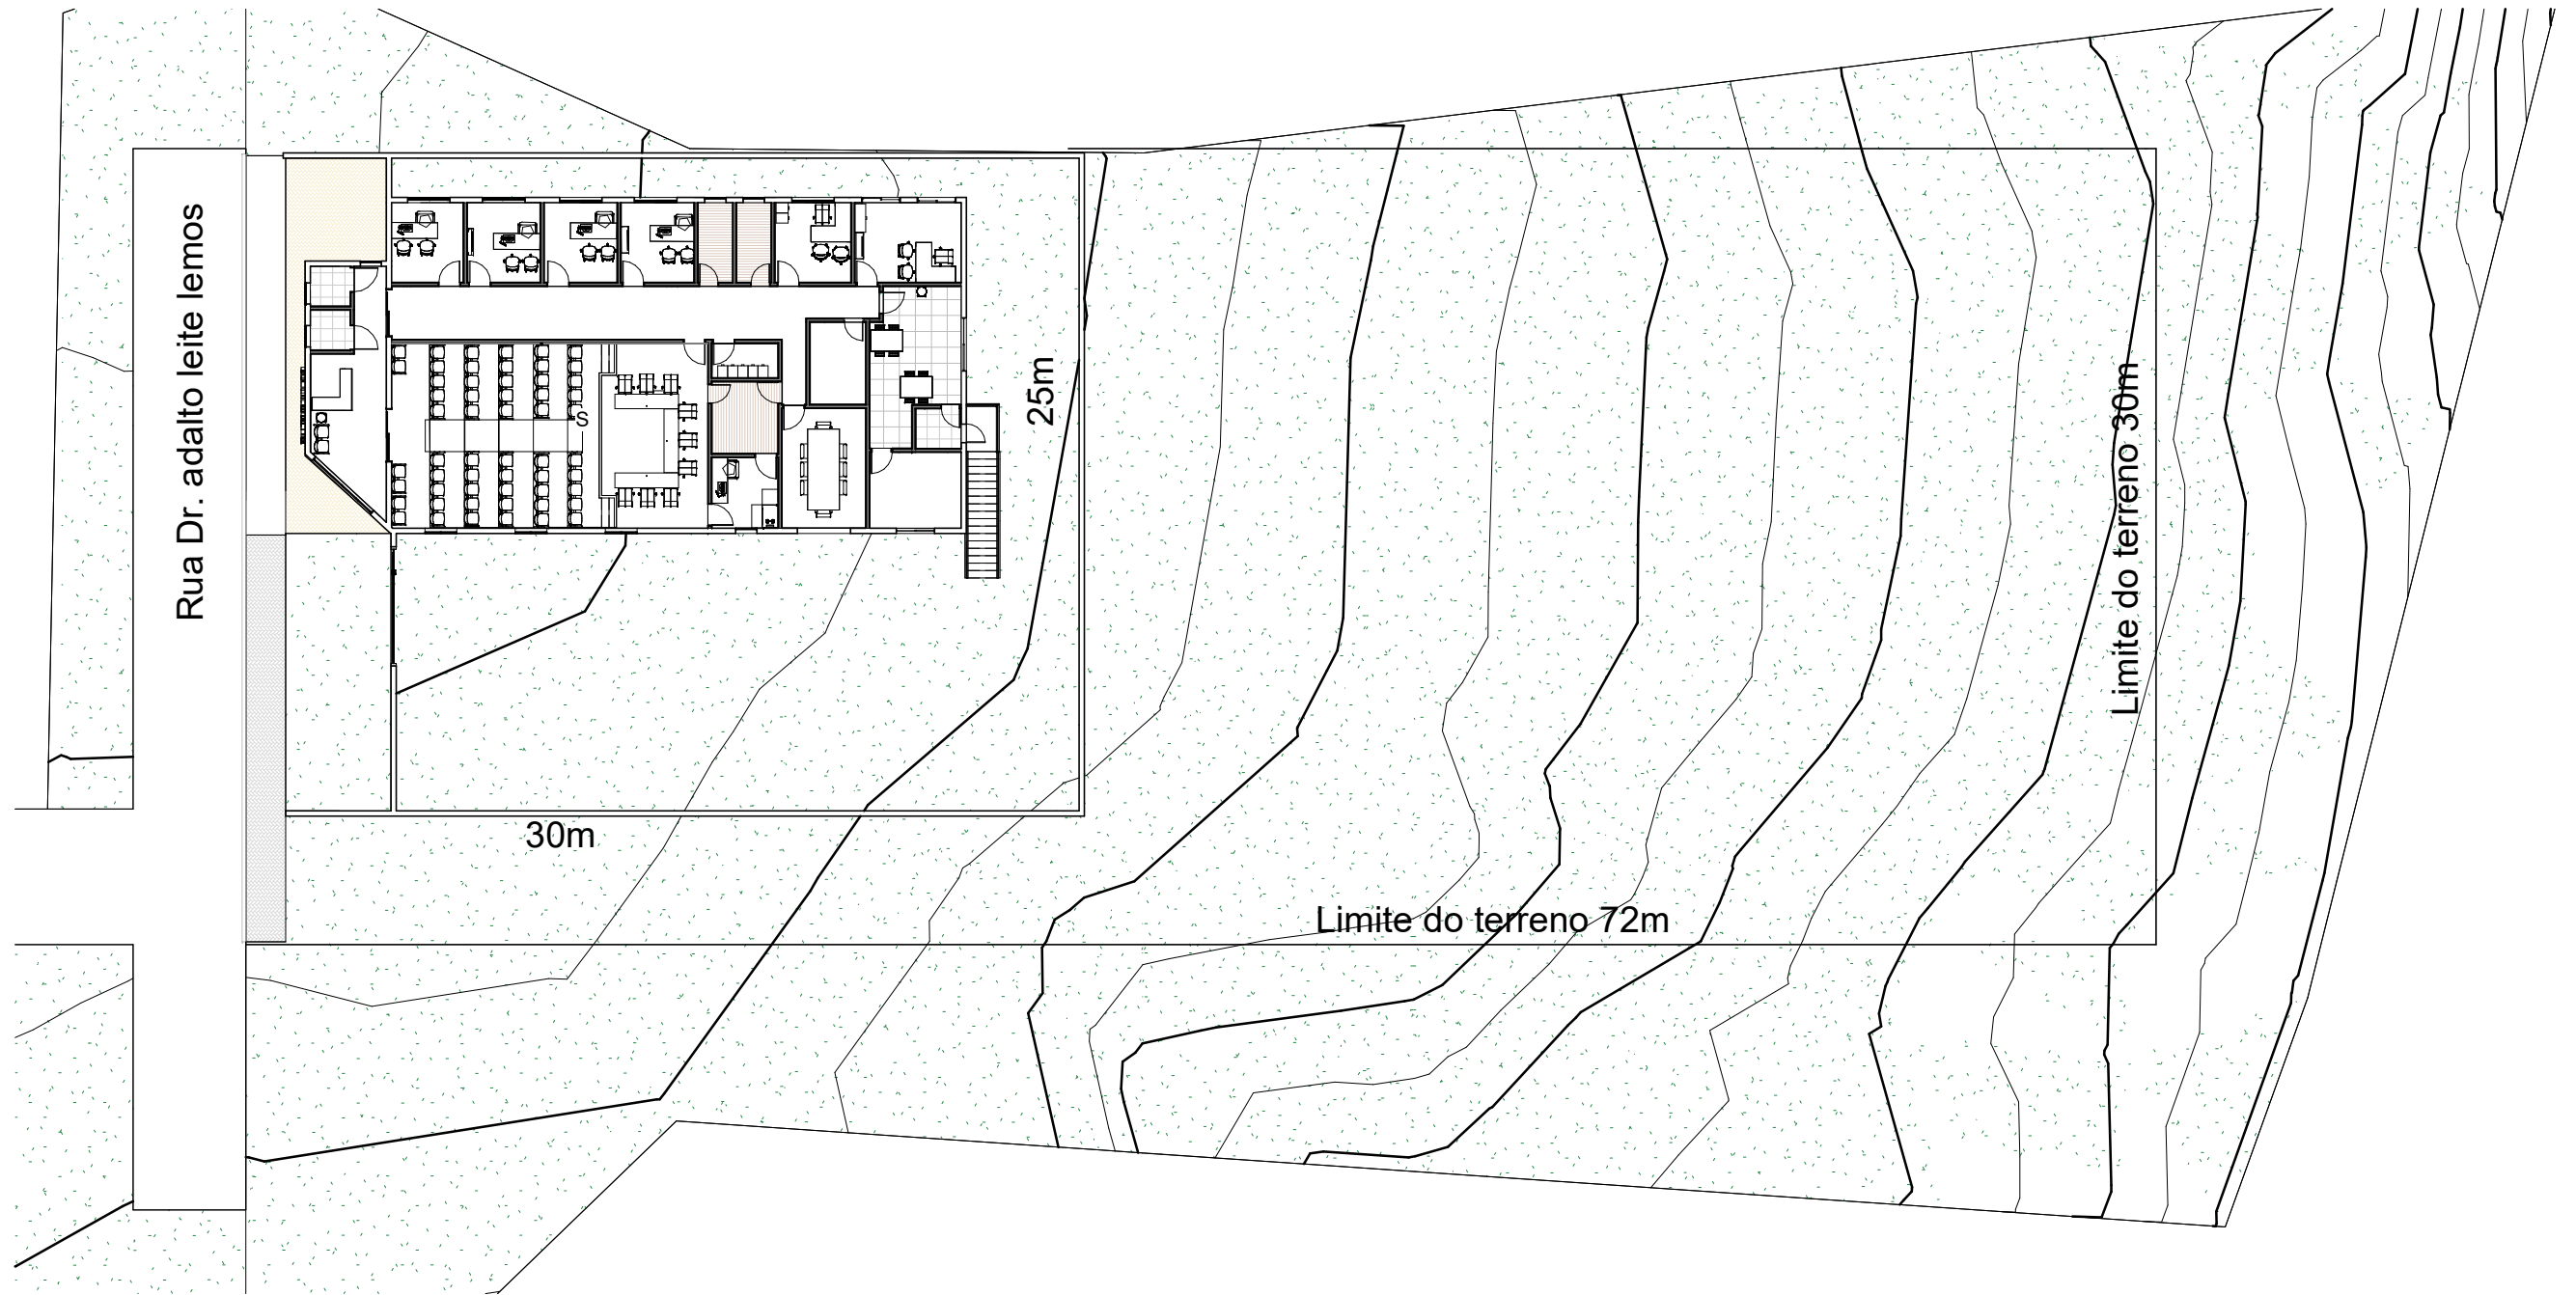 Rua Dr. adalto leite lemos
S
25m
30m
Limite do terreno 30m
Limite do terreno 72m